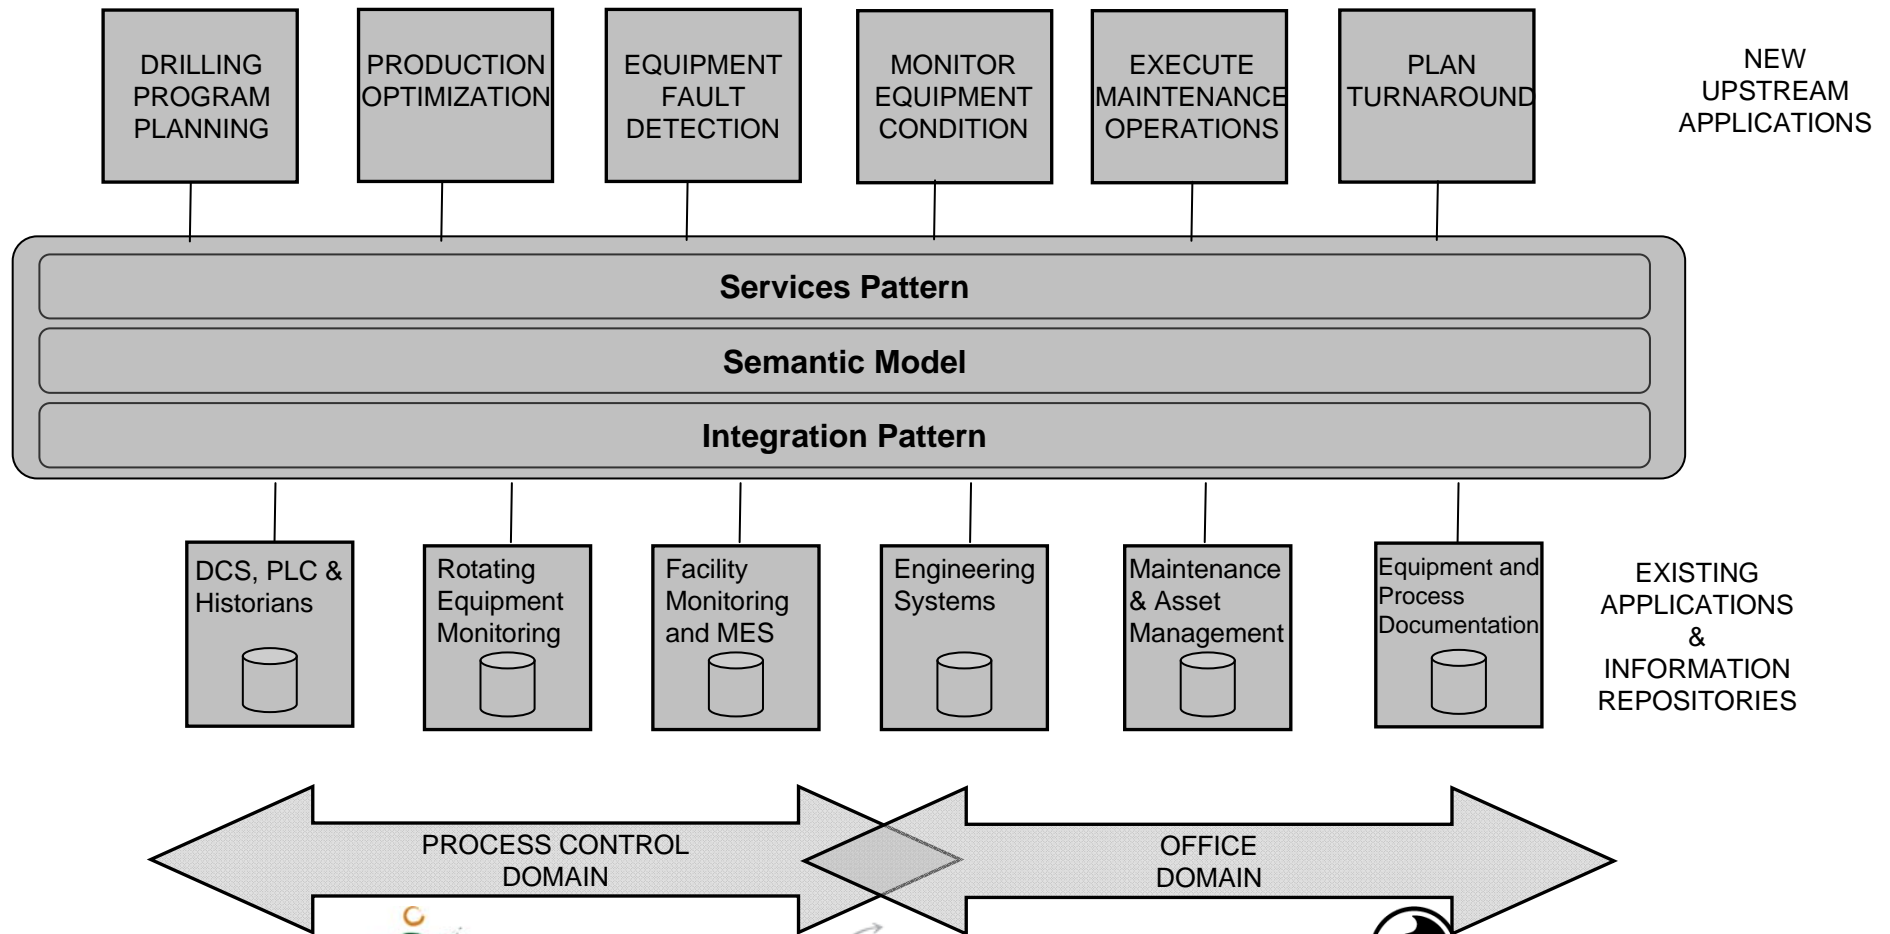 DRILLING
PROGRAM
PLANNING
PRODUCTION
OPTIMIZATION
EQUIPMENT
FAULT
DETECTION
MONITOR
EQUIPMENT
CONDITION
EXECUTE
MAINTENANCE
OPERATIONS
PLAN
TURNAROUND
NEW
UPSTREAM
APPLICATIONS
Services Pattern
Semantic Model
Integration Pattern
DCS, PLC &
Historians
Rotating
Equipment
Monitoring
Facility
Monitoring
and MES
Engineering
Systems
Maintenance
& Asset
Management
Equipment and
Process
Documentation
EXISTING
APPLICATIONS
&
INFORMATION
REPOSITORIES
PROCESS CONTROL
DOMAIN
OFFICE
DOMAIN